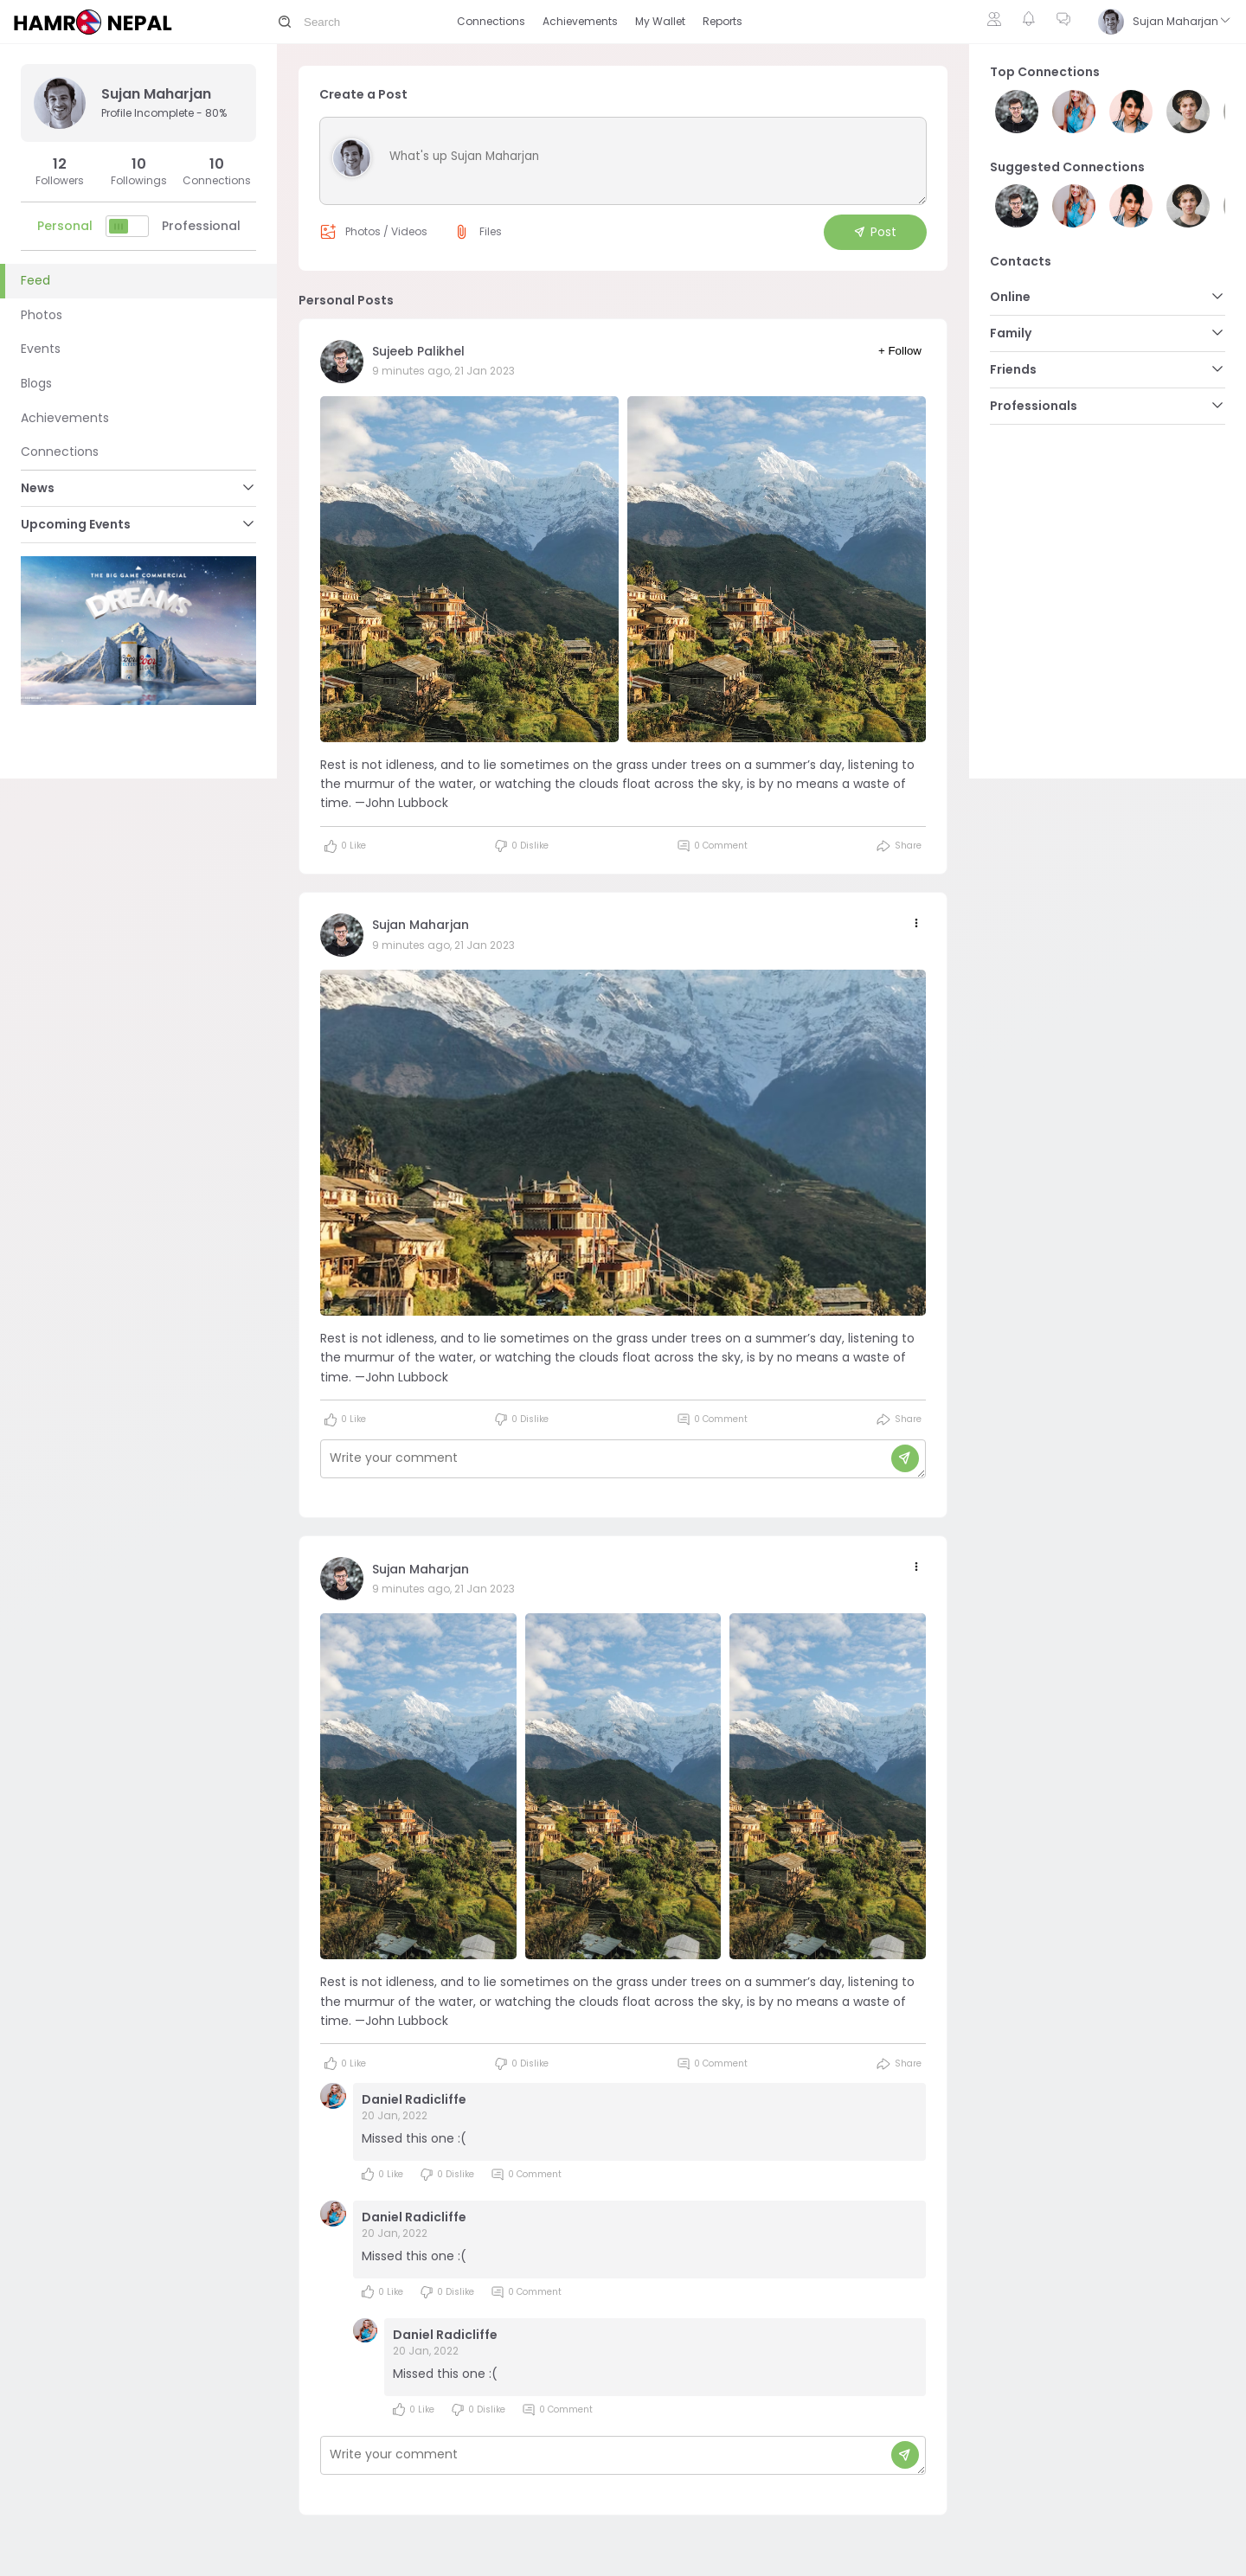 HAMRO NEPAL
Search
Connections
Achievements
My Wallet
Reports
Sujan Maharjan
Sujan Maharjan
Profile Incomplete - 80%
12
Followers
10
Followings
10
Connections
Personal
Professional
Feed
Photos
Events
Blogs
Achievements
Connections
News
Upcoming Events
THE BIG GAME COMMERCIAL
DREAMS
Create a Post
What's up Sujan Maharjan
Photos / Videos
Files
Post
Personal Posts
Sujeeb Palikhel
9 minutes ago, 21 Jan 2023
+ Follow
Rest is not idleness, and to lie sometimes on the grass under trees on a summer’s day, listening to
the murmur of the water, or watching the clouds float across the sky, is by no means a waste of
time. —John Lubbock
0 Like
0 Dislike
0 Comment
Share
Sujan Maharjan
9 minutes ago, 21 Jan 2023
Rest is not idleness, and to lie sometimes on the grass under trees on a summer’s day, listening to
the murmur of the water, or watching the clouds float across the sky, is by no means a waste of
time. —John Lubbock
0 Like
0 Dislike
0 Comment
Share
Write your comment
Sujan Maharjan
9 minutes ago, 21 Jan 2023
Rest is not idleness, and to lie sometimes on the grass under trees on a summer’s day, listening to
the murmur of the water, or watching the clouds float across the sky, is by no means a waste of
time. —John Lubbock
0 Like
0 Dislike
0 Comment
Share
Daniel Radicliffe
20 Jan, 2022
Missed this one :(
0 Like
0 Dislike
0 Comment
Daniel Radicliffe
20 Jan, 2022
Missed this one :(
0 Like
0 Dislike
0 Comment
Daniel Radicliffe
20 Jan, 2022
Missed this one :(
0 Like
0 Dislike
0 Comment
Write your comment
Top Connections
Suggested Connections
Contacts
Online
Family
Friends
Professionals